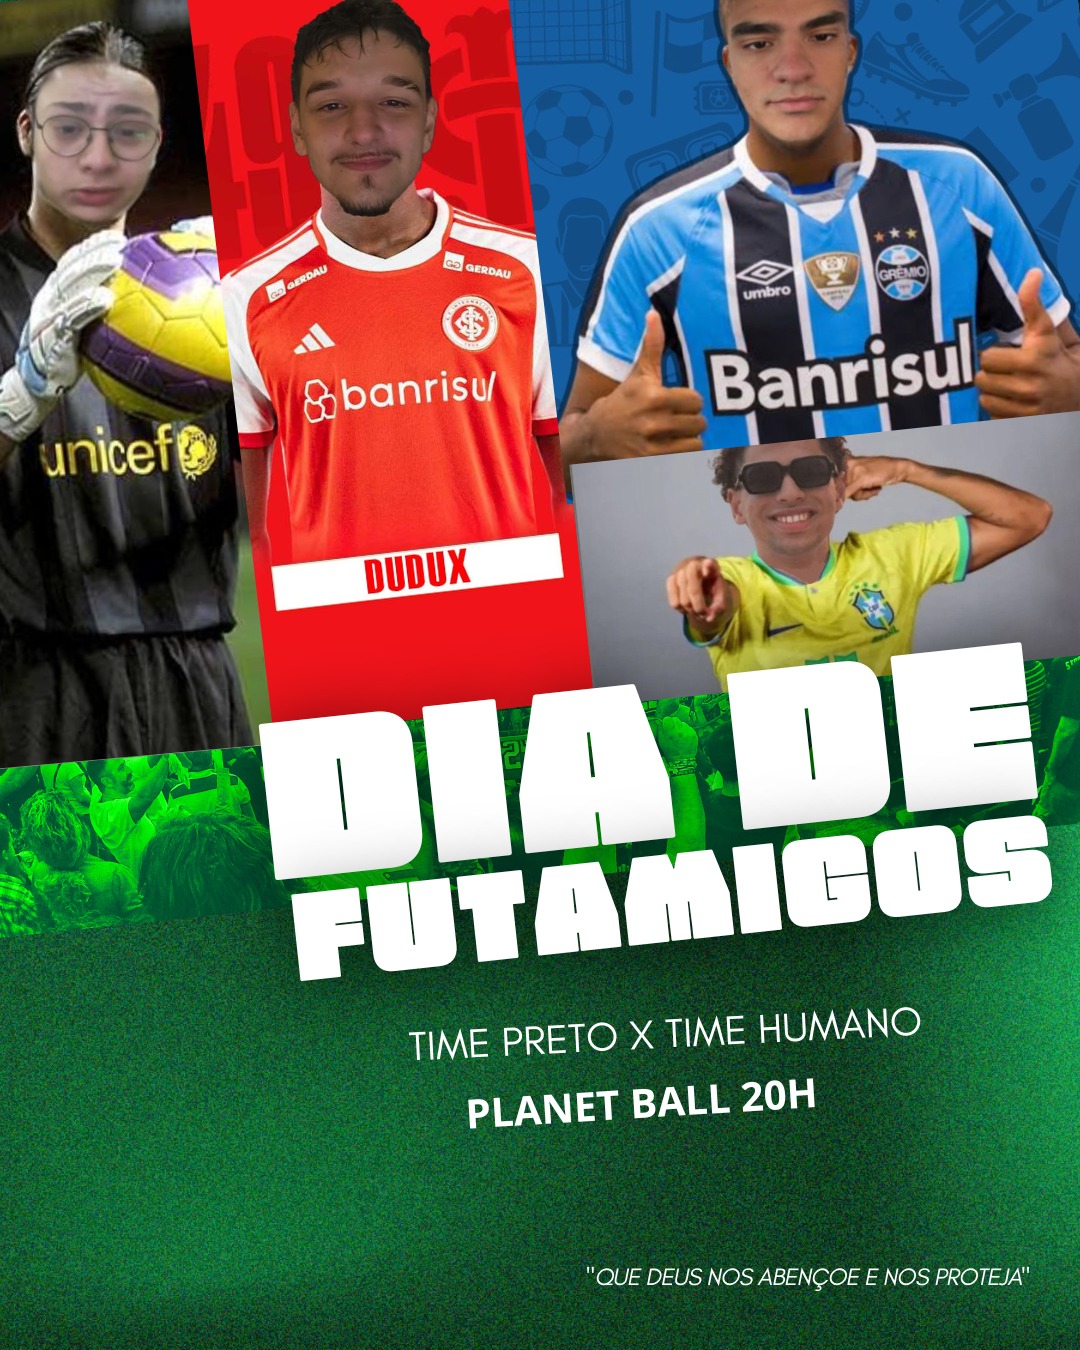 unicef
GERDAU
GERDAU
banrisul
DUDUX
umbro
GRÊMIO
Banrisul
BRASIL
DIA DE
FUTAMIGOS
TIME PRETO X TIME HUMANO
PLANET BALL 20H
"QUE DEUS NOS ABENÇOE E NOS PROTEJA"